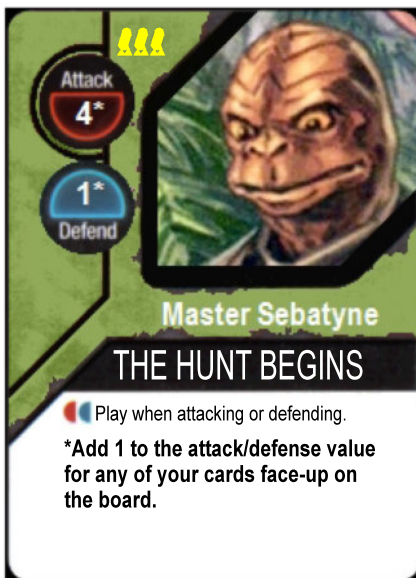 Attack
4*
1*
Defend
Master Sebatyne
THE HUNT BEGINS
Play when attacking or defending.
*Add 1 to the attack/defense value
for any of your cards face-up on
the board.